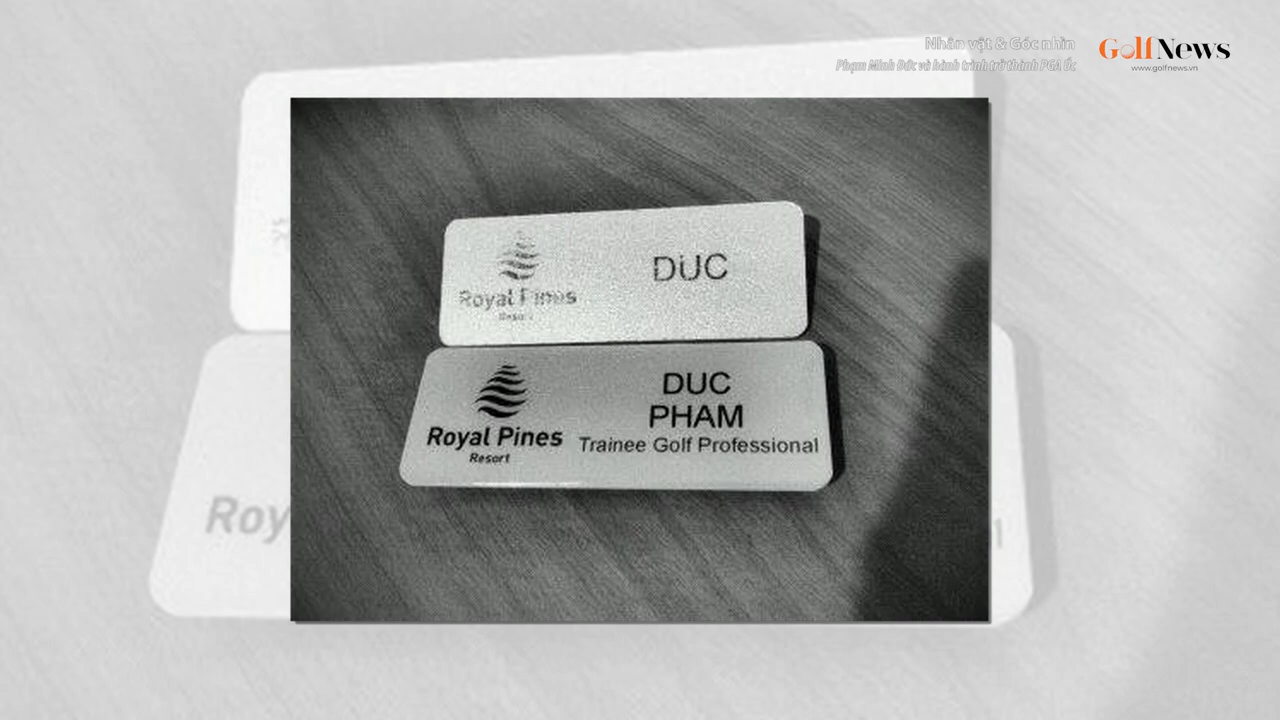 Nhân vật & Góc nhìn
Phạm Minh Đức và hành trình trở thành PGA Úc
GolfNews
www.golfnews.vn
DUC
Royal Pines
Resort
DUC
PHAM
Royal Pines
Trainee Golf Professional
Resort
Roy